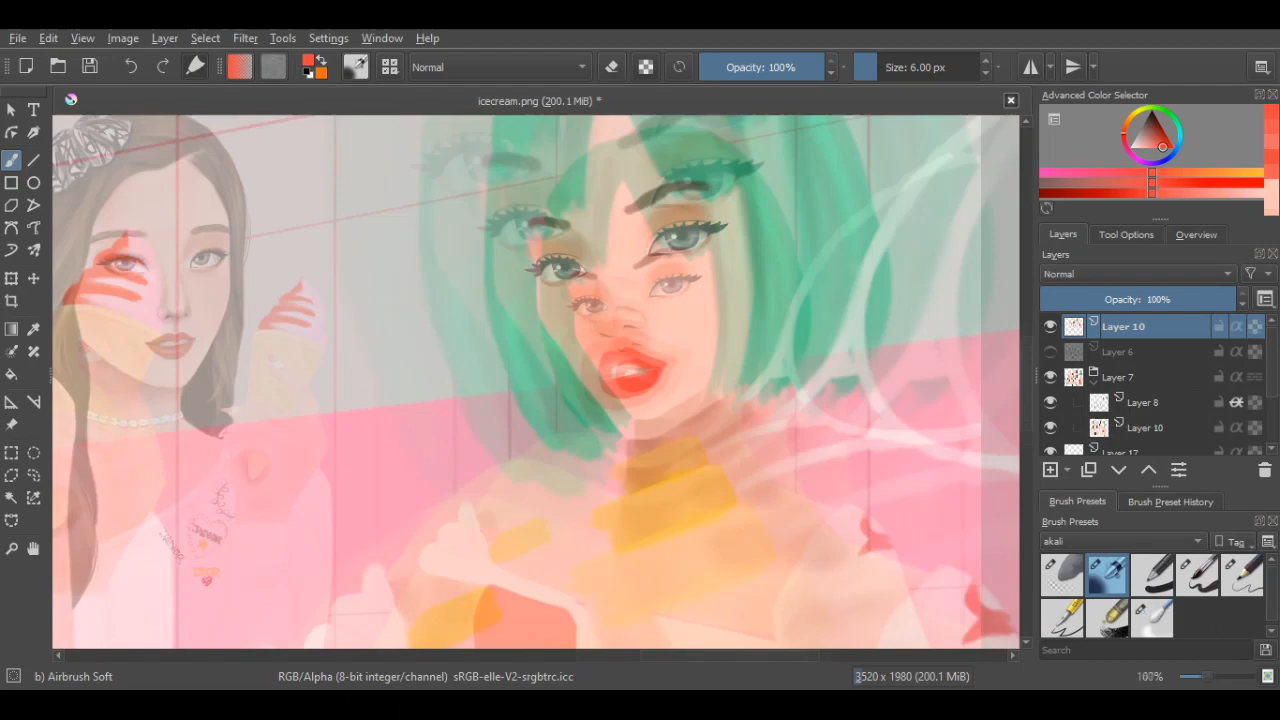 File Edit View Image Layer Select Filter Tools Settings Window Help
Normal Opacity: 100% Size: 6.00 px
icecream.png (200.1 MiB) *
Advanced Color Selector
Layers Tool Options Overview
Layers
Normal
Opacity: 100%
Layer 10
Layer 6
Layer 7
Layer 8
Layer 10
Layer 17
Brush Presets Brush Preset History
Brush Presets
akali Tag
Search
b) Airbrush Soft RGB/Alpha (8-bit integer/channel) sRGB-elle-V2-srgbtrc.icc 3520 x 1980 (200.1 MiB) 100%